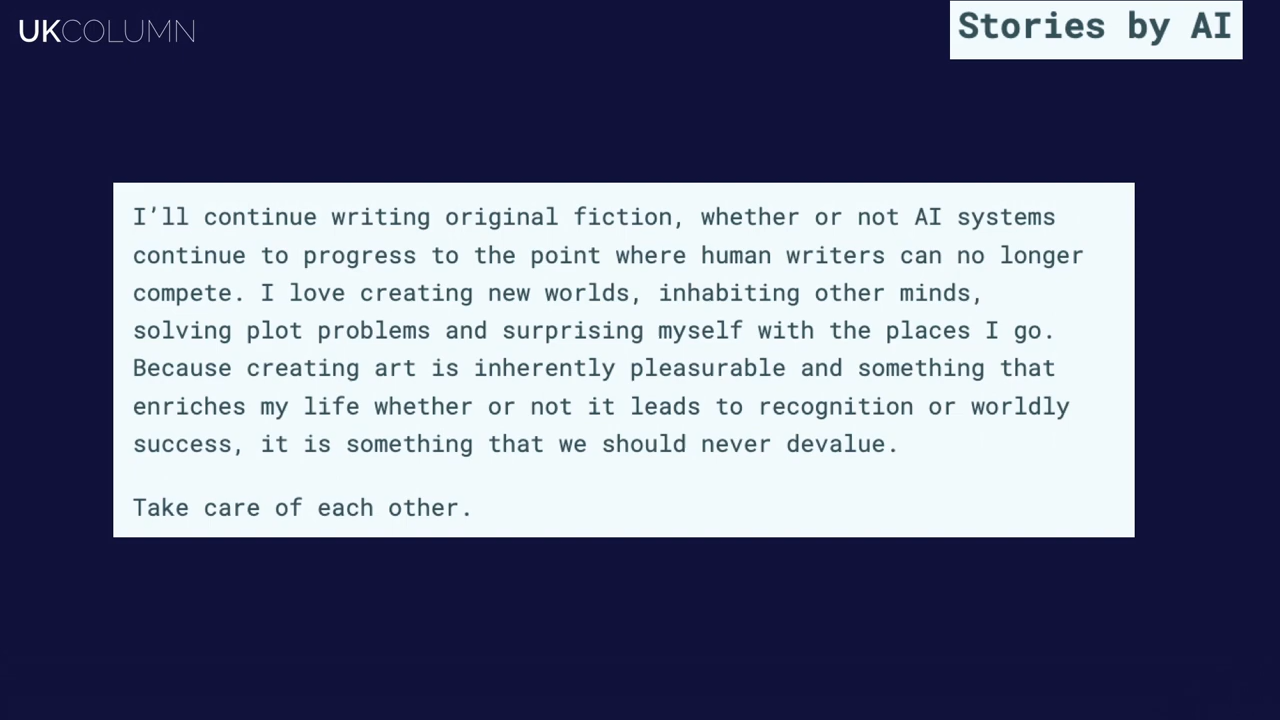 UKCOLUMN
Stories by AI
I’ll continue writing original fiction, whether or not AI systems
continue to progress to the point where human writers can no longer
compete. I love creating new worlds, inhabiting other minds,
solving plot problems and surprising myself with the places I go.
Because creating art is inherently pleasurable and something that
enriches my life whether or not it leads to recognition or worldly
success, it is something that we should never devalue.
Take care of each other.